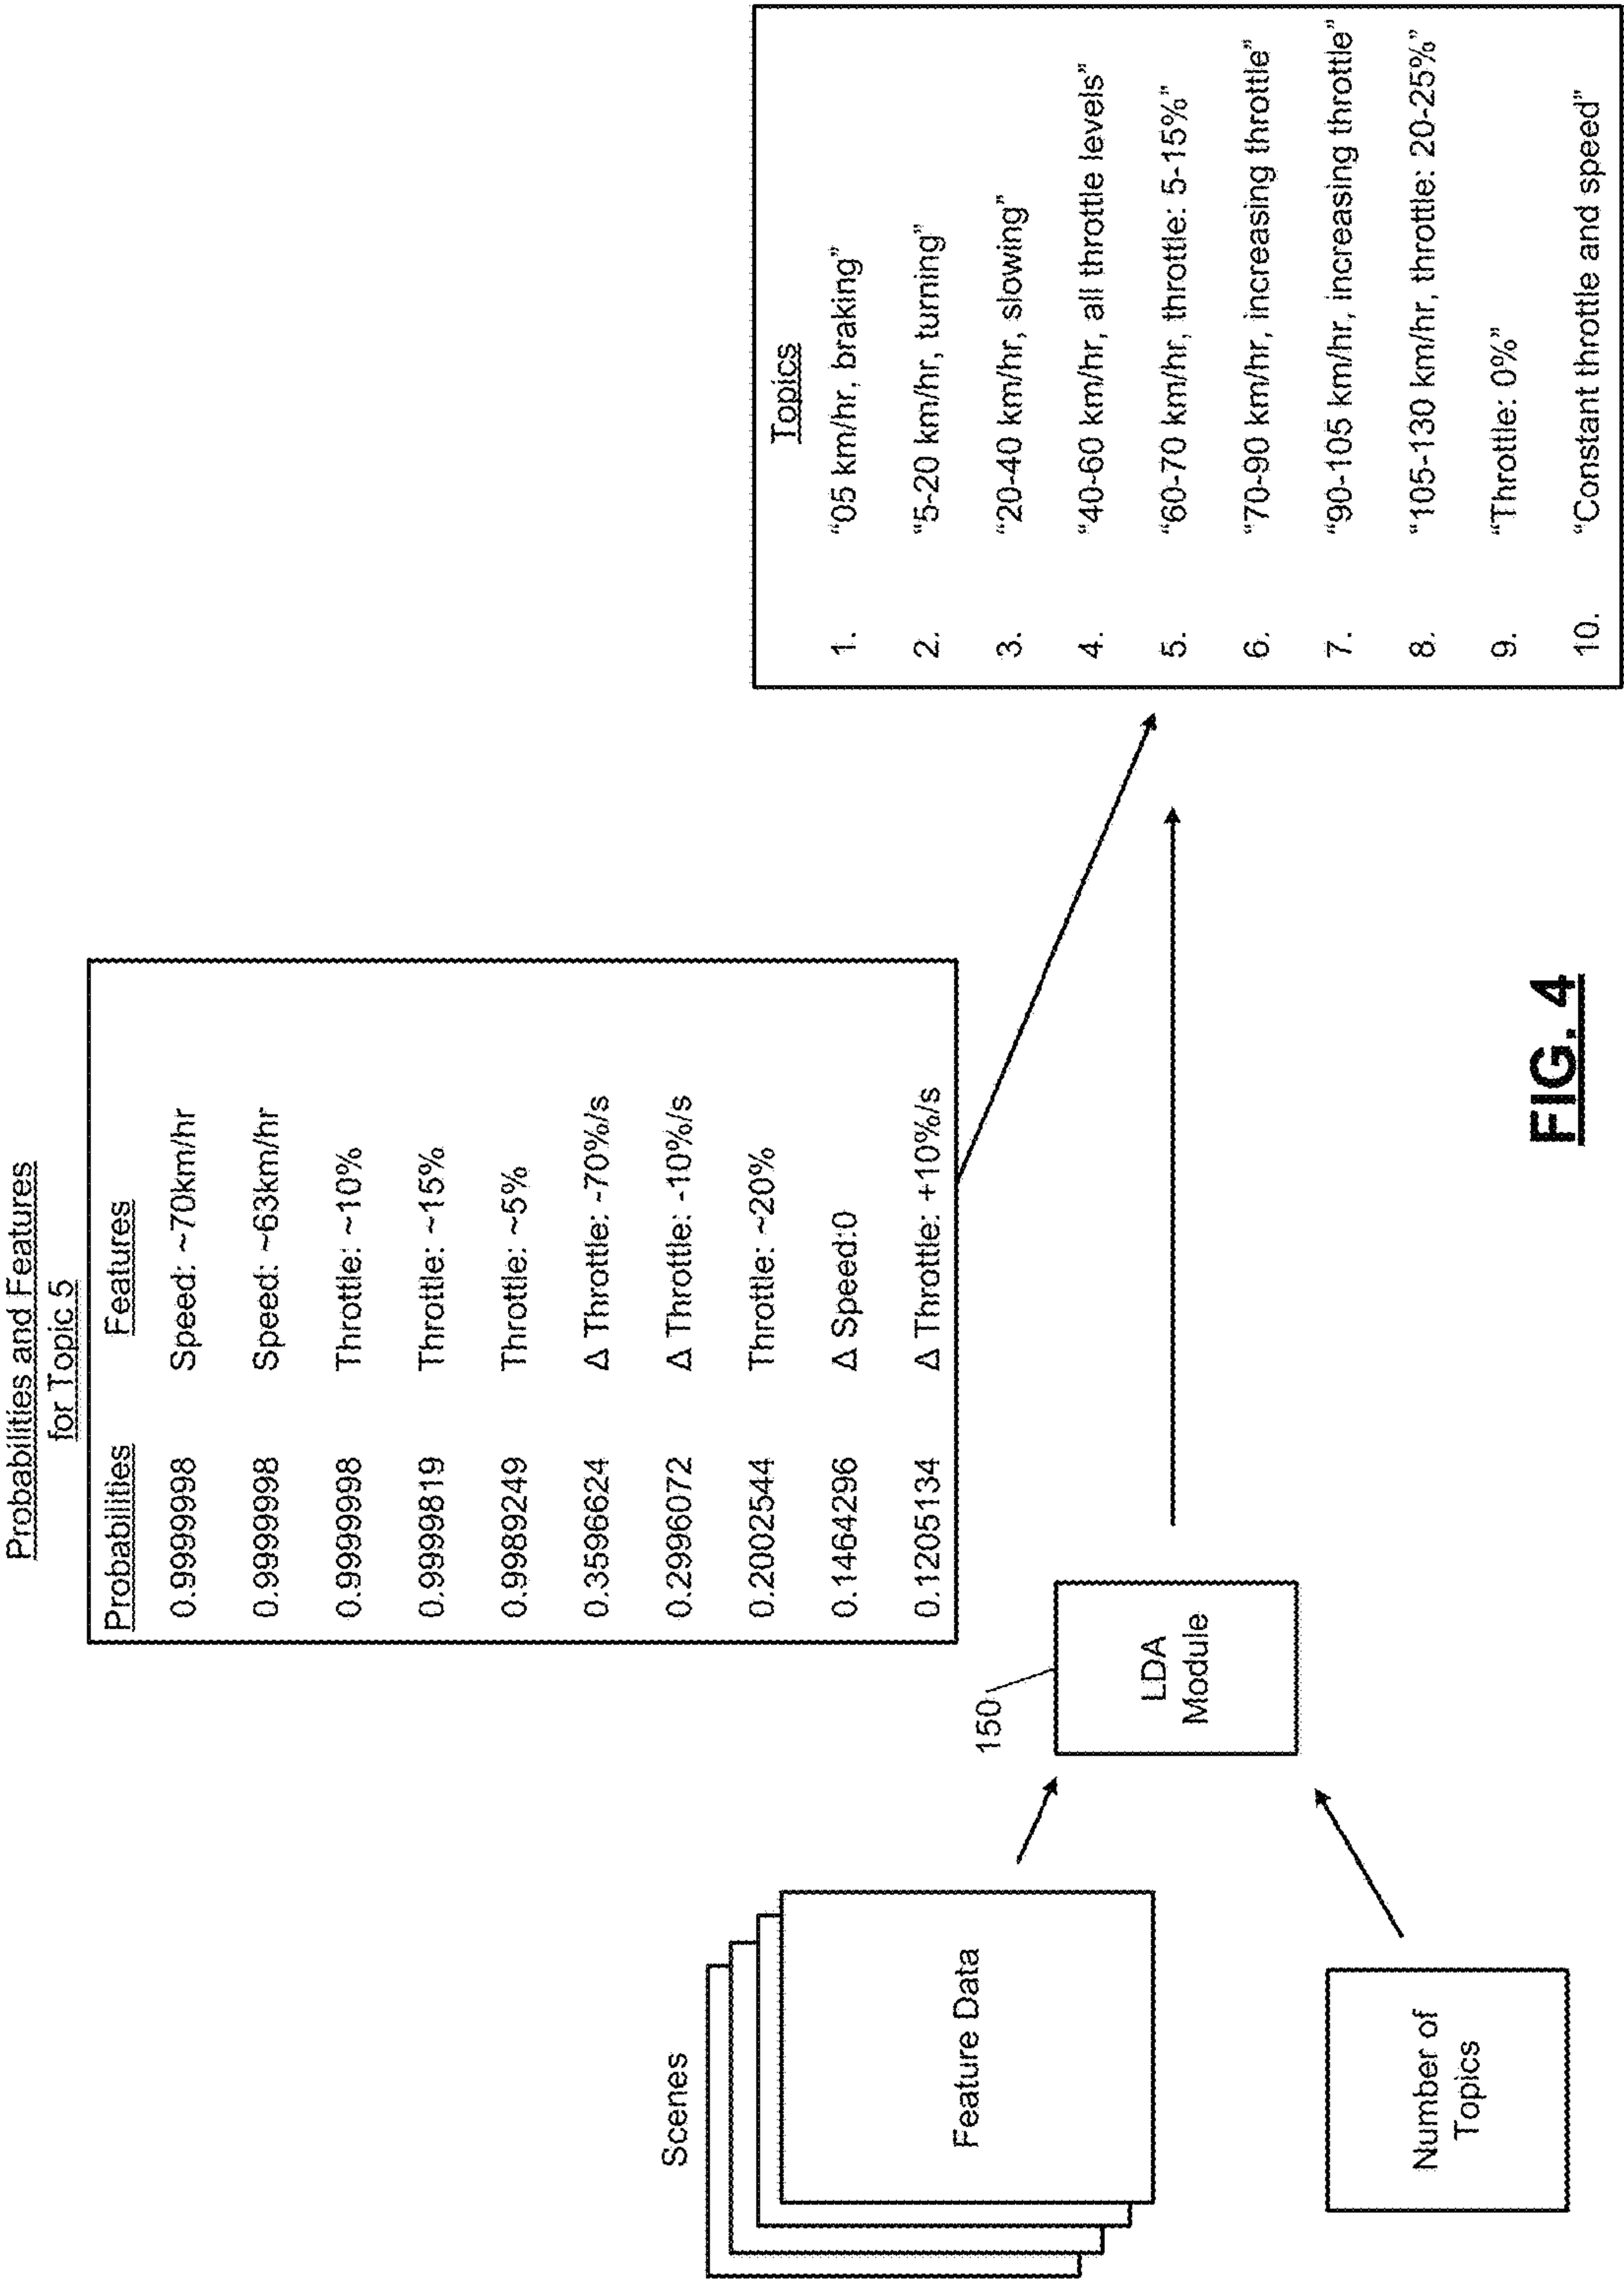 Probabilities and Features
for Topic 5
Probabilities Features
0.9999998 Speed: ~70km/hr
0.9999998 Speed: ~63km/hr
0.9999998 Throttle: ~10%
0.9999819 Throttle: ~15%
0.9989249 Throttle: ~5%
0.3596624 Δ Throttle: -70%/s
0.2996072 Δ Throttle: -10%/s
0.2002544 Throttle: ~20%
0.1464296 Δ Speed:0
0.1205134 Δ Throttle: +10%/s
Scenes
Feature Data
Number of
Topics
150
LDA
Module
Topics
1. “05 km/hr, braking”
2. “5-20 km/hr, turning”
3. “20-40 km/hr, slowing”
4. “40-60 km/hr, all throttle levels”
5. “60-70 km/hr, throttle: 5-15%”
6. “70-90 km/hr, increasing throttle”
7. “90-105 km/hr, increasing throttle”
8. “105-130 km/hr, throttle: 20-25%”
9. “Throttle: 0%”
10. “Constant throttle and speed”
FIG. 4